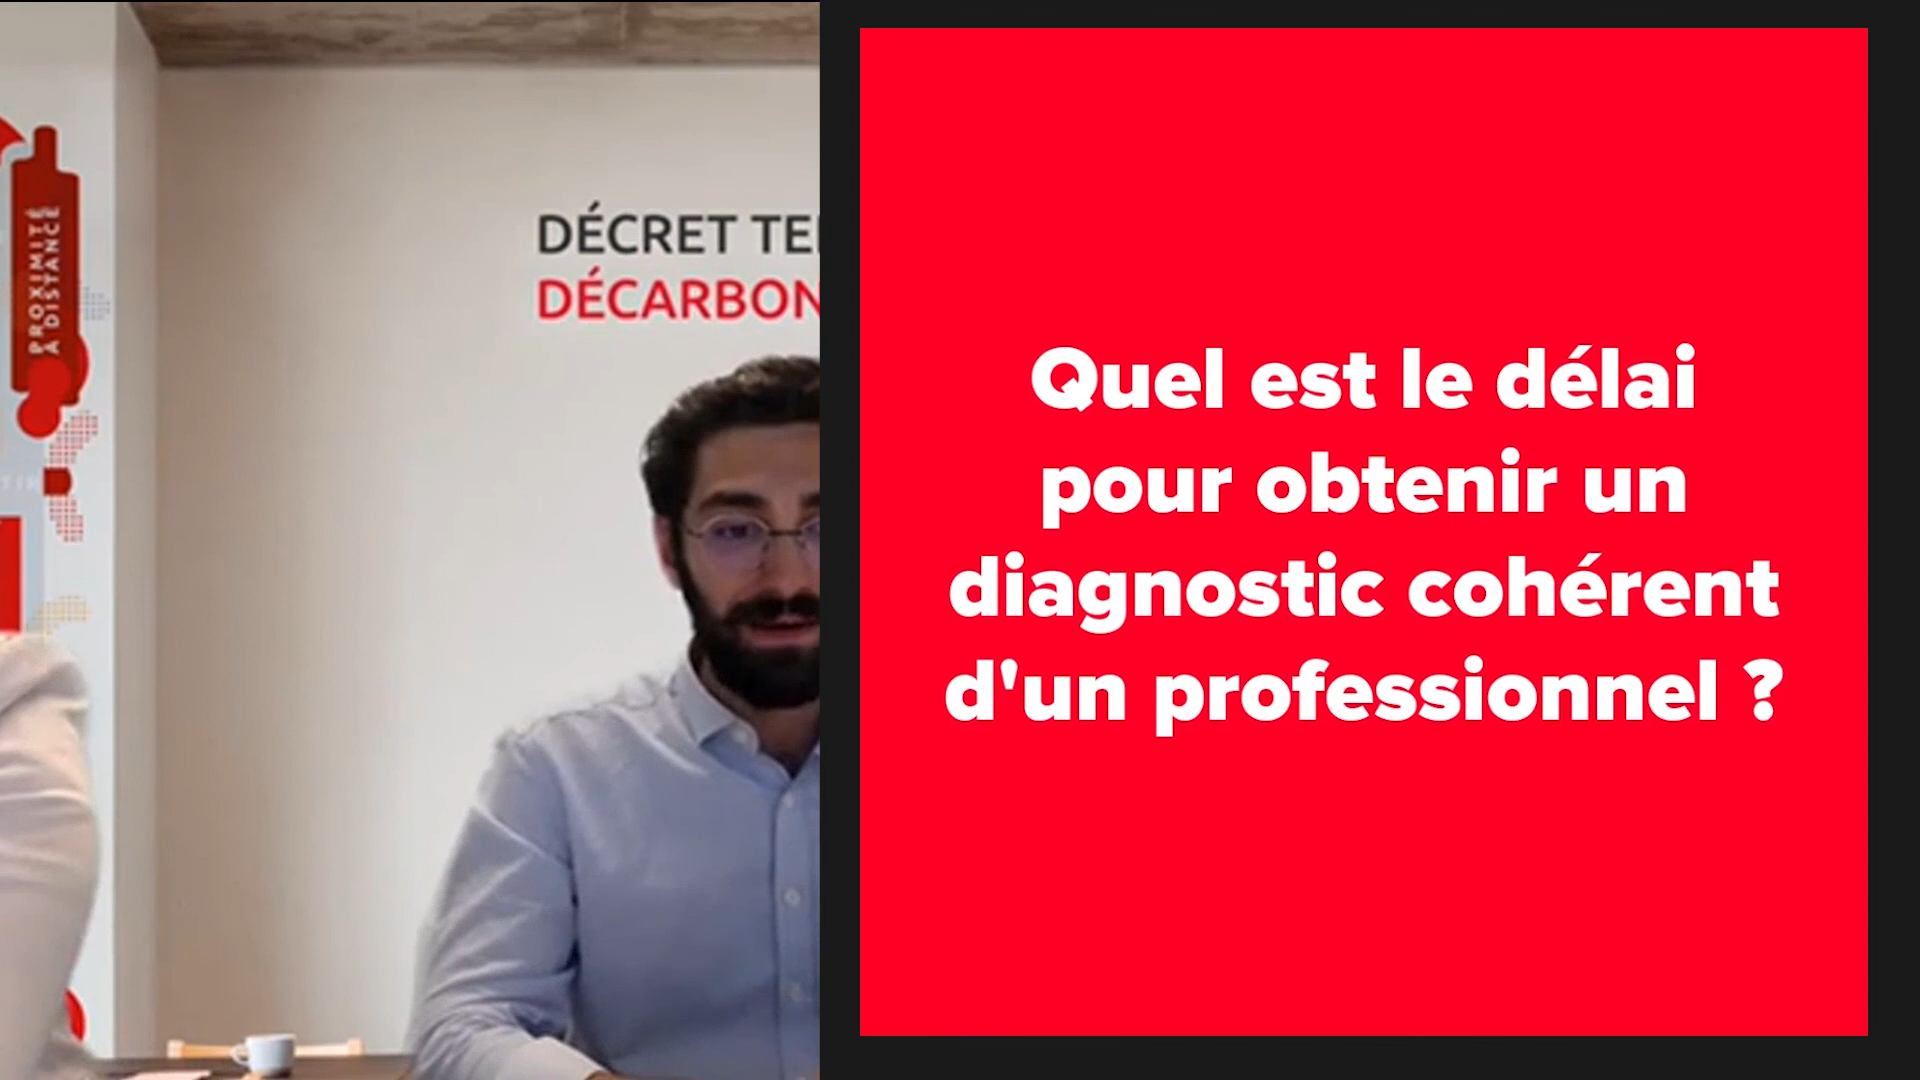 PROXIMITÉ
À DISTANCE
DÉCRET TE
DÉCARBON
Quel est le délai
pour obtenir un
diagnostic cohérent
d'un professionnel ?